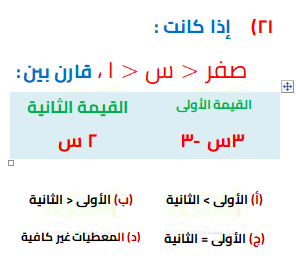 ٢١) إذا كانت :
صفر < س < ١ ، قارن بين :
القيمة الأولى القيمة الثانية
٣س -٣ ٢ س
(أ) الأولى > الثانية (ب) الأولى < الثانية
(ج) الأولى = الثانية (د) المعطيات غير كافية